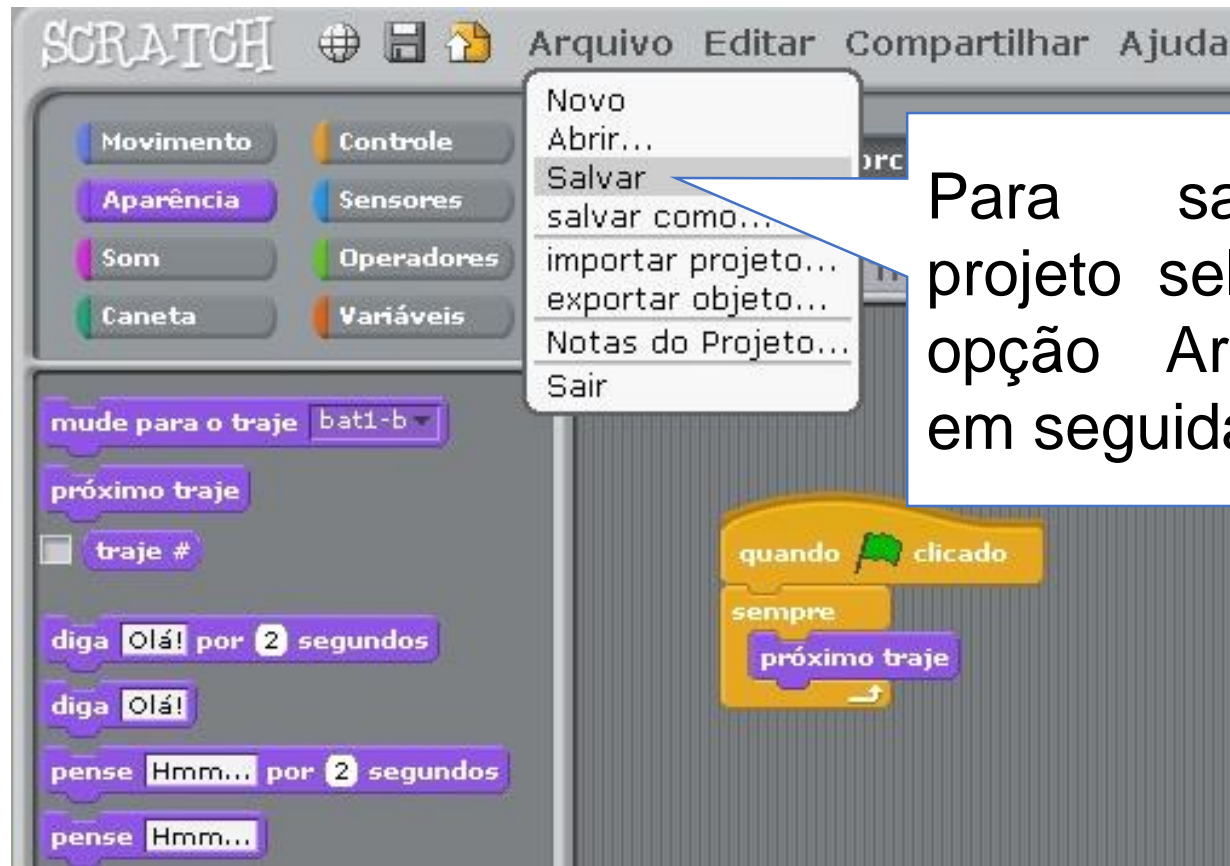 SCRATCH Arquivo Editar Compartilhar Ajuda
Novo
Abrir...
Salvar
salvar como...
importar projeto...
exportar objeto...
Notas do Projeto...
Sair
Movimento Controle
Aparência Sensores
Som Operadores
Caneta Variáveis
Para
projeto
opção
em
mude para o traje bat1-b
próximo traje
traje #
diga Olá! por 2 segundos
diga Olá!
pense Hmm... por 2 segundos
pense Hmm...
quando clicado
sempre
próximo traje